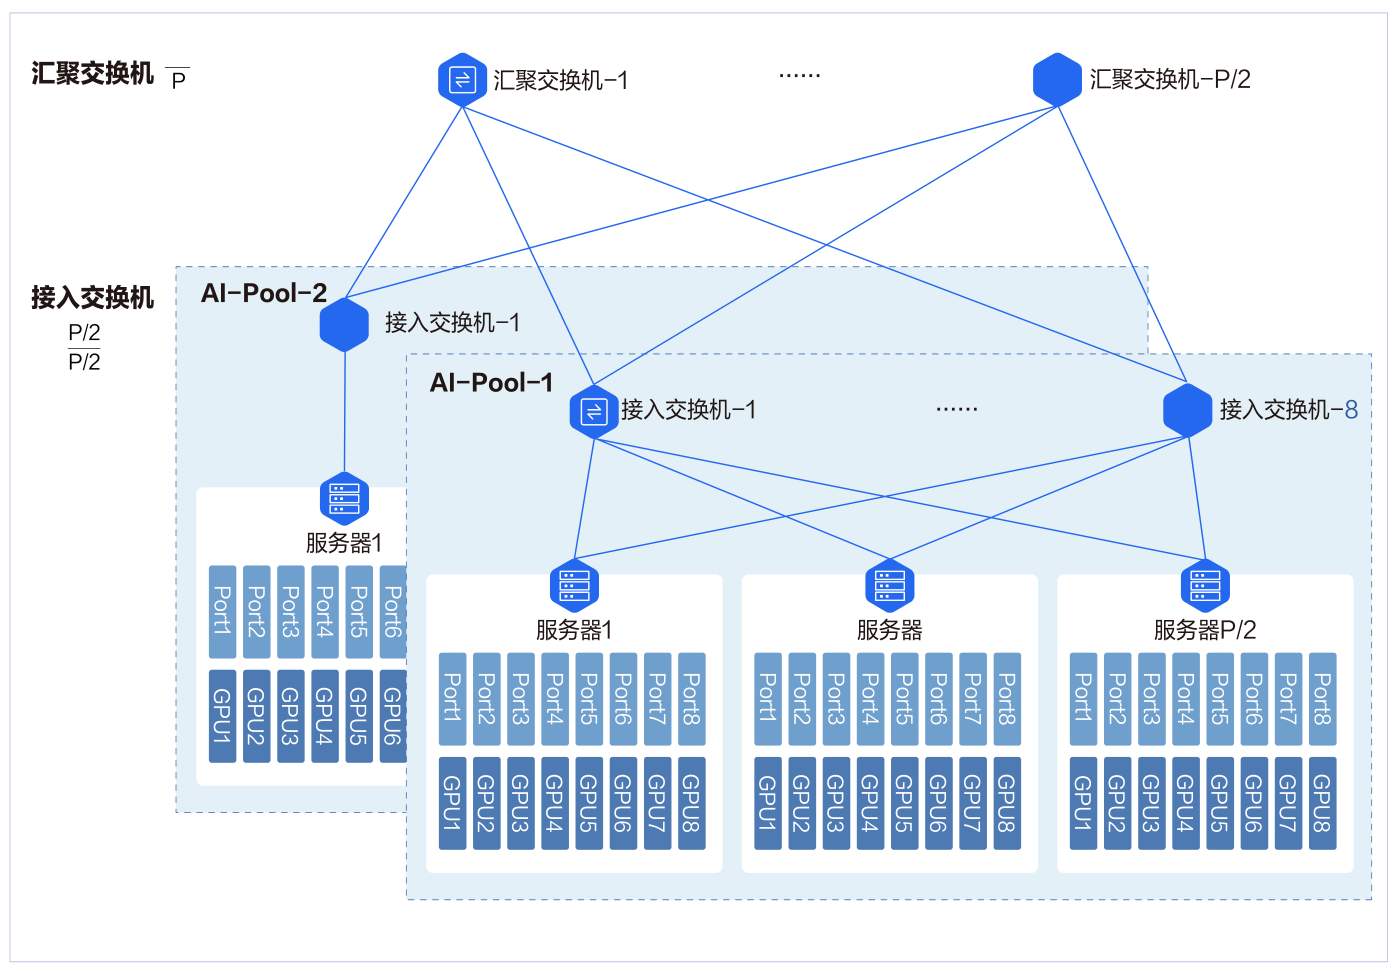 汇聚交换机
P
汇聚交换机-1
······
汇聚交换机-P/2
接入交换机
P/2
P/2
AI-Pool-2
接入交换机-1
服务器1
Port1 Port2 Port3 Port4 Port5 Port6
GPU1 GPU2 GPU3 GPU4 GPU5 GPU6
AI-Pool-1
接入交换机-1
······
接入交换机-8
服务器1
Port1 Port2 Port3 Port4 Port5 Port6 Port7 Port8
GPU1 GPU2 GPU3 GPU4 GPU5 GPU6 GPU7 GPU8
服务器
Port1 Port2 Port3 Port4 Port5 Port6 Port7 Port8
GPU1 GPU2 GPU3 GPU4 GPU5 GPU6 GPU7 GPU8
服务器P/2
Port1 Port2 Port3 Port4 Port5 Port6 Port7 Port8
GPU1 GPU2 GPU3 GPU4 GPU5 GPU6 GPU7 GPU8